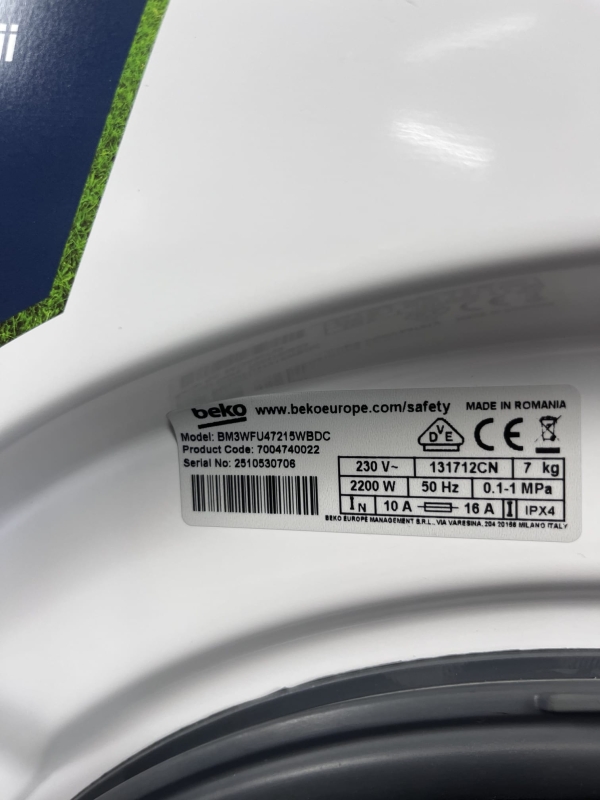 beko www.bekoeurope.com/safety MADE IN ROMANIA
Model: BM3WFU47215WBDC
Product Code: 7004740022
Serial No: 2510530706
DVE CE
230 V~ 131712CN 7 kg
2200 W 50 Hz 0.1-1 MPa
IN 10 A 16 A I IPX4
BEKO EUROPE MANAGEMENT S.R.L., VIA VARESINA, 204 20156 MILANO ITALY